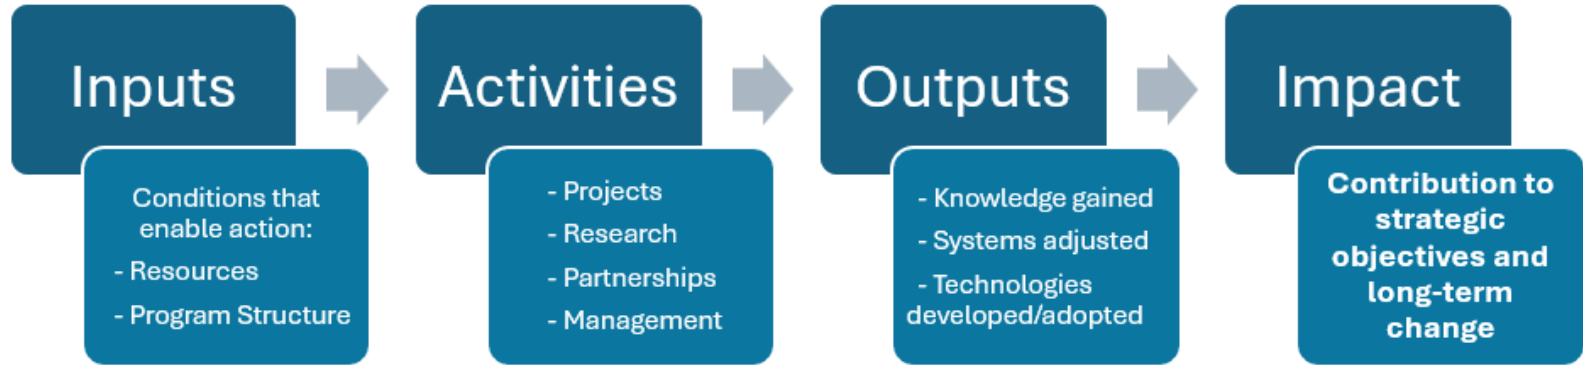 Inputs
Conditions that
enable action:
- Resources
- Program Structure
Activities
- Projects
- Research
- Partnerships
- Management
Outputs
- Knowledge gained
- Systems adjusted
- Technologies
developed/adopted
Impact
Contribution to
strategic
objectives and
long-term
change